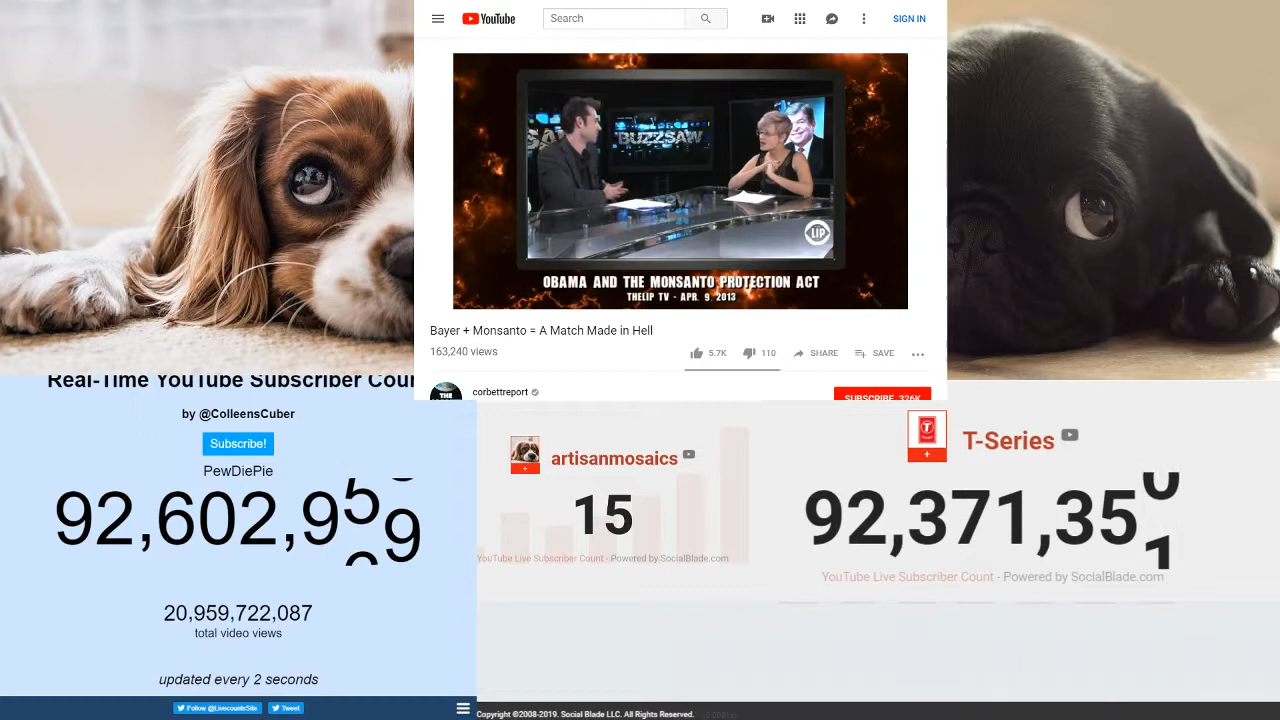 YouTube
Search
SIGN IN
BUZZSAW
LIP
OBAMA AND THE MONSANTO PROTECTION ACT
THELIP TV - APR. 9, 2013
Bayer + Monsanto = A Match Made in Hell
163,240 views
5.7K
110
SHARE
SAVE
corbettreport
SUBSCRIBE 326K
Real-Time YouTube Subscriber Coun
by @ColleensCuber
Subscribe!
PewDiePie
92,602,9
20,959,722,087
total video views
updated every 2 seconds
Follow @LivecountsSite
Tweet
+
artisanmosaics
15
YouTube Live Subscriber Count - Powered by SocialBlade.com
+
T-Series
92,371,35
YouTube Live Subscriber Count - Powered by SocialBlade.com
Copyright ©2008-2019. Social Blade LLC. All Rights Reserved.